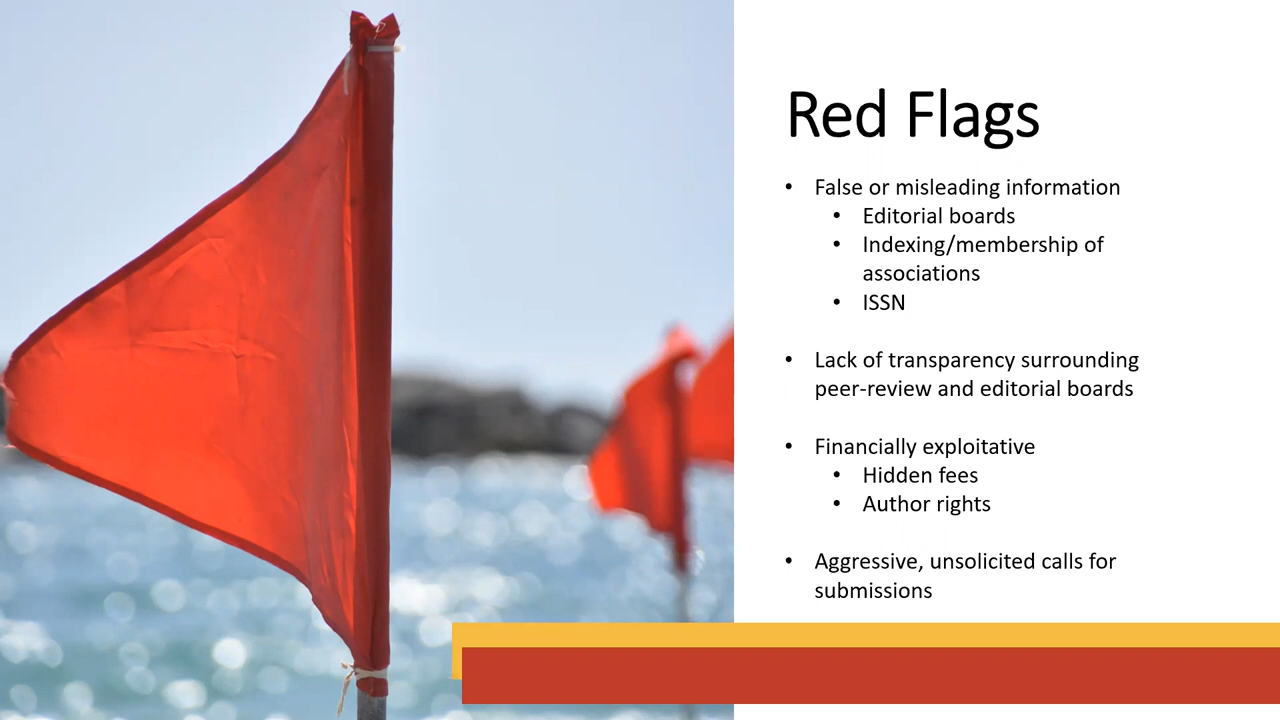 Red Flags
• False or misleading information
• Editorial boards
• Indexing/membership of
associations
• ISSN
• Lack of transparency surrounding
peer-review and editorial boards
• Financially exploitative
• Hidden fees
• Author rights
• Aggressive, unsolicited calls for
submissions